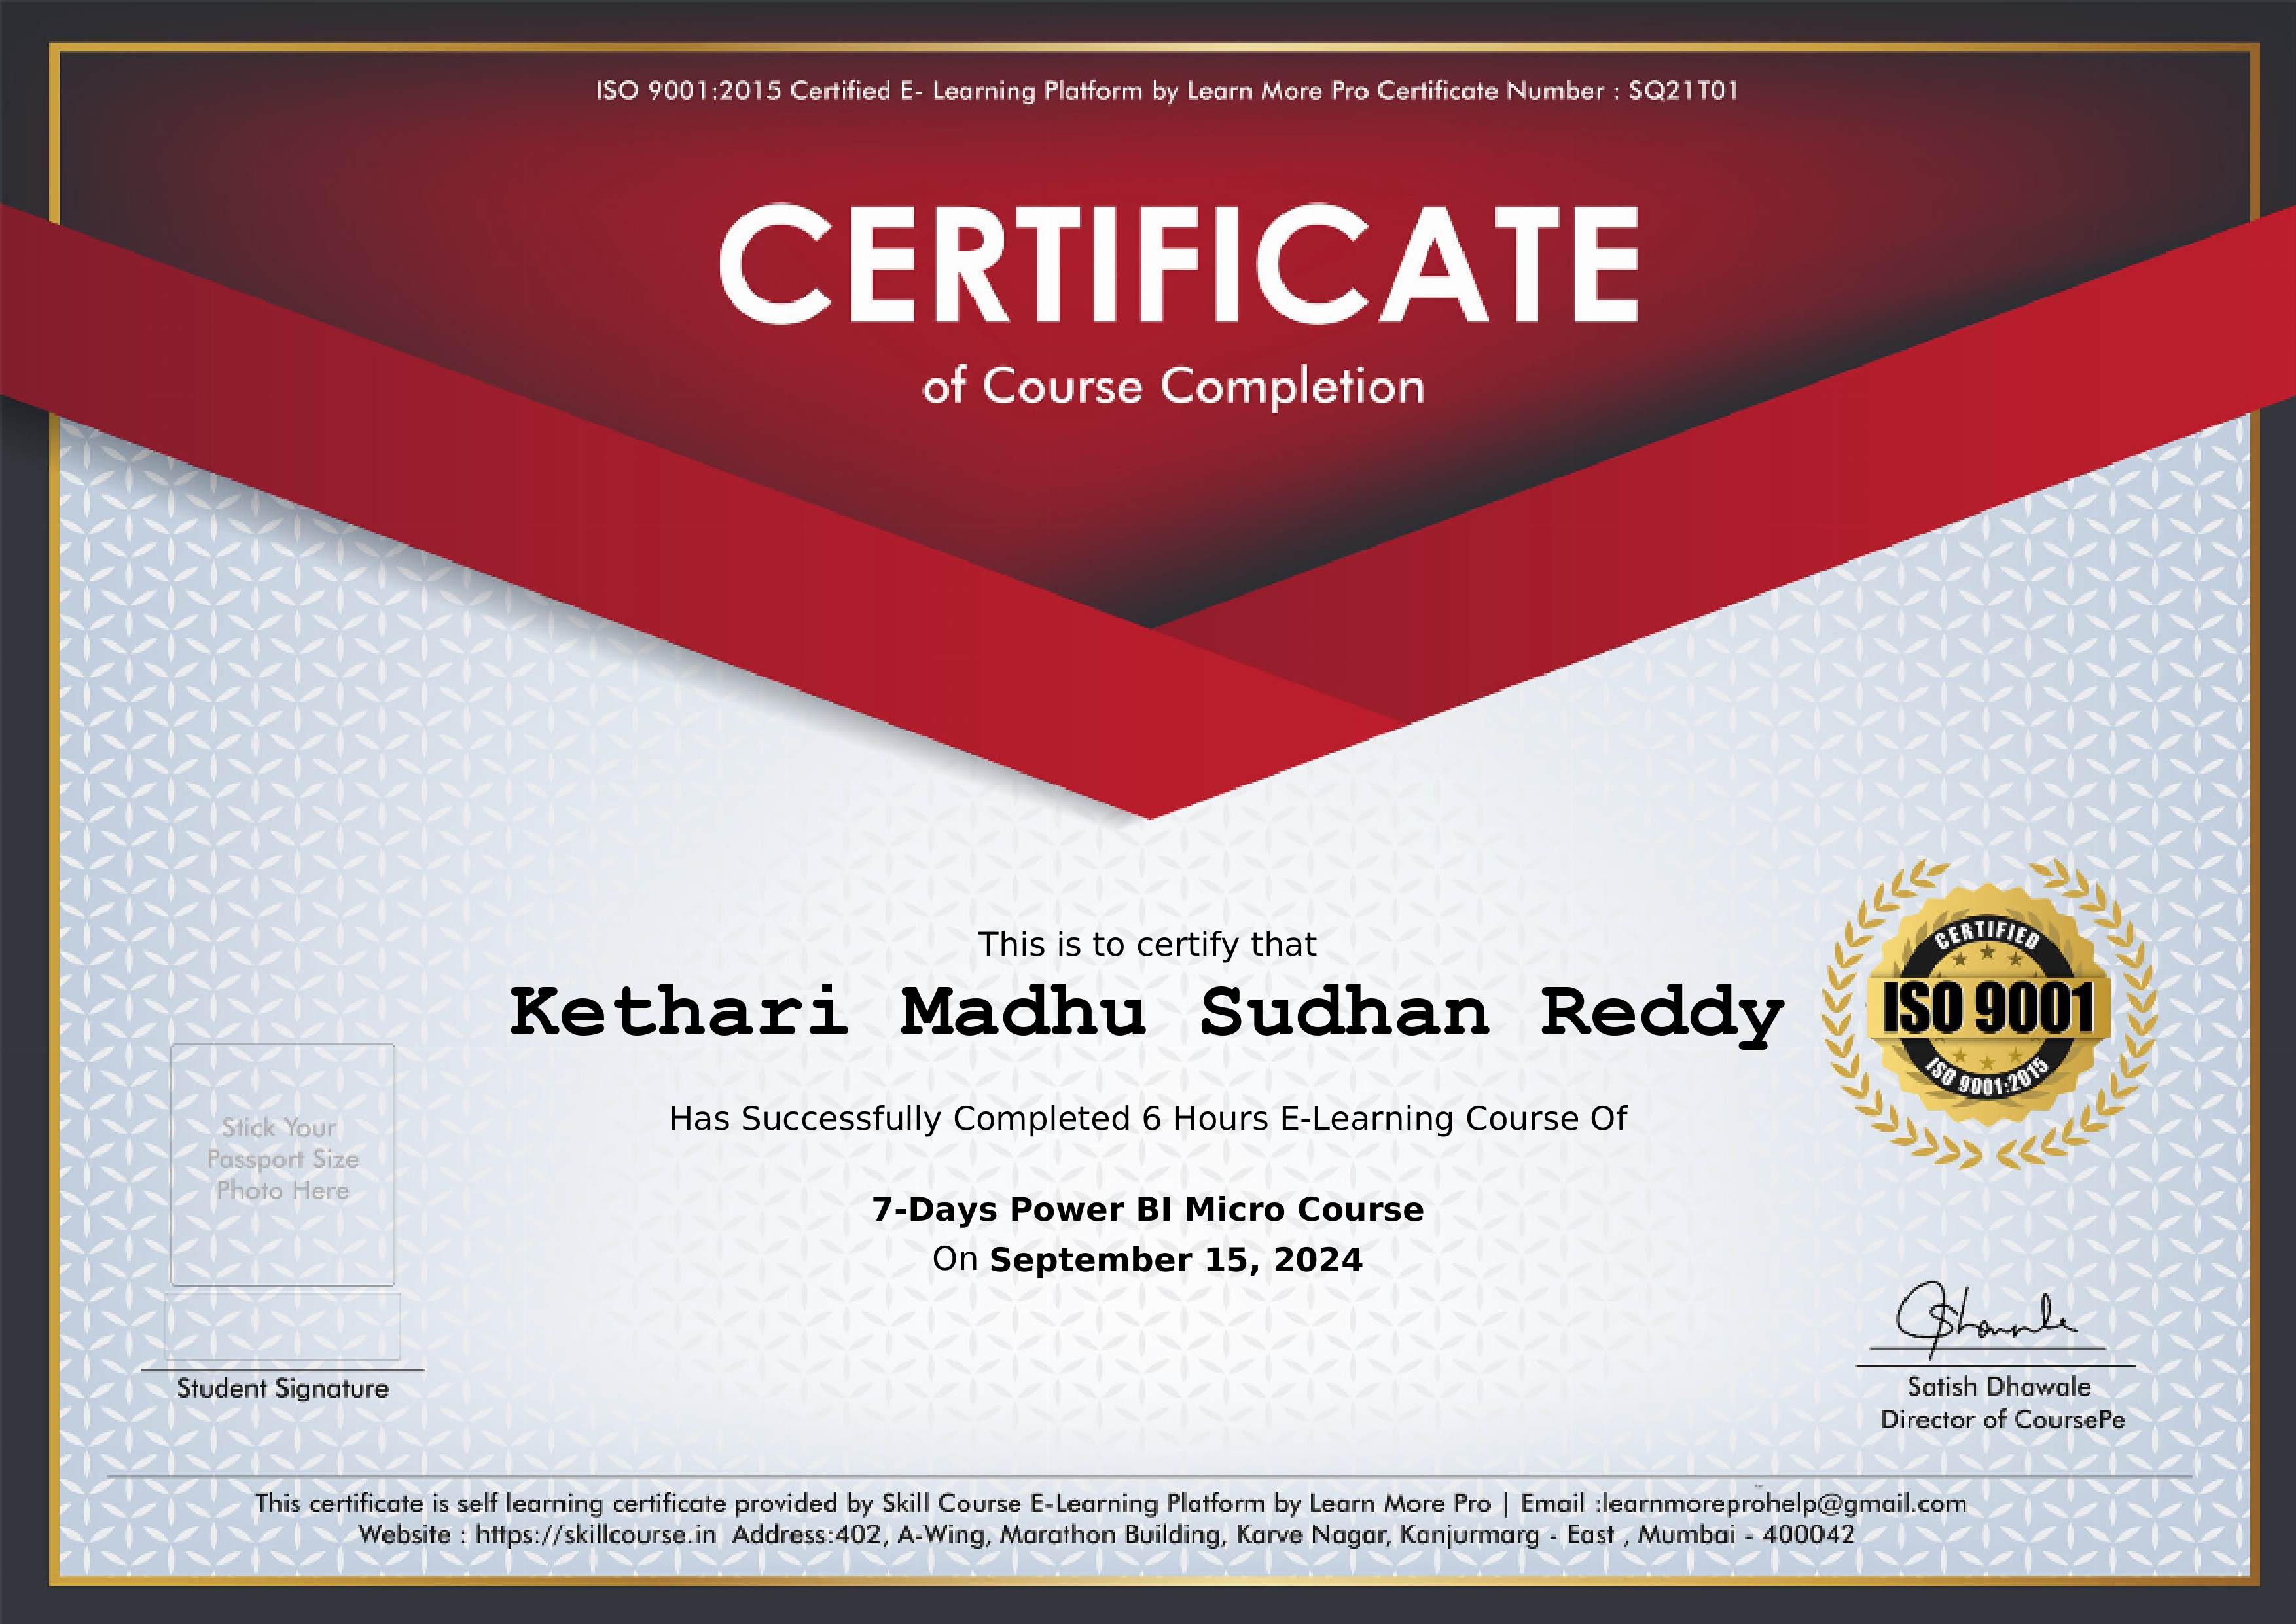 ISO 9001:2015 Certified E- Learning Platform by Learn More Pro Certificate Number : SQ21T01
CERTIFICATE
of Course Completion
This is to certify that
Kethari Madhu Sudhan Reddy
Has Successfully Completed 6 Hours E-Learning Course Of
7-Days Power BI Micro Course
On September 15, 2024
CERTIFIED
ISO 9001
ISO 9001:2015
Stick Your
Passport Size
Photo Here
Student Signature
Satish Dhawale
Director of CoursePe
This certificate is self learning certificate provided by Skill Course E-Learning Platform by Learn More Pro | Email :learnmoreprohelp@gmail.com
Website : https://skillcourse.in Address:402, A-Wing, Marathon Building, Karve Nagar, Kanjurmarg - East , Mumbai - 400042